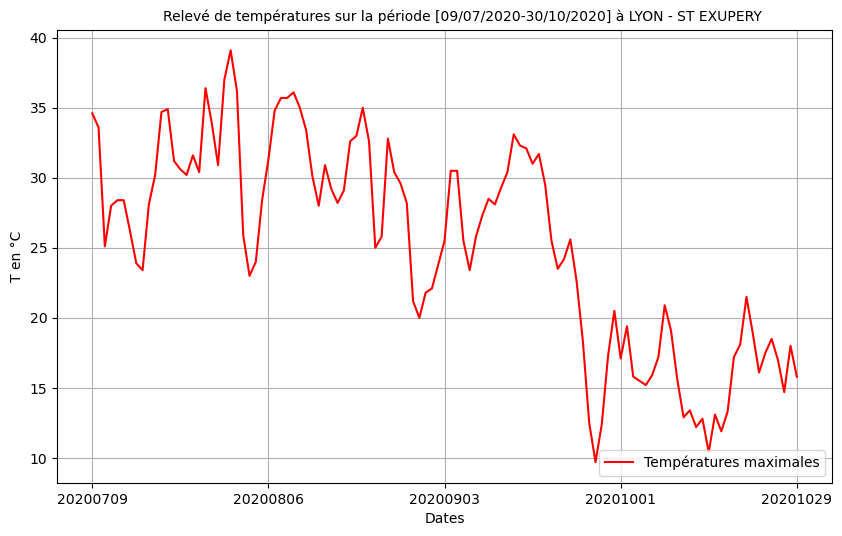 Relevé de températures sur la période [09/07/2020-30/10/2020] à LYON - ST EXUPERY
40
35
30
25
20
15
10
T en °C
Températures maximales
20200709 20200806 20200903 20201001 20201029
Dates